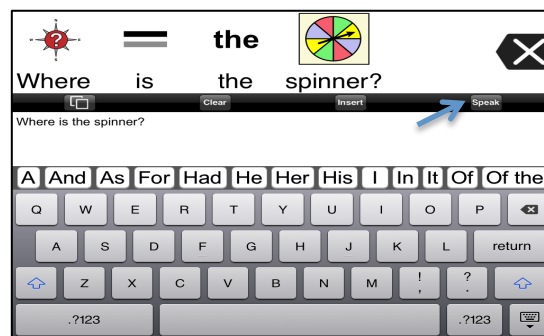 W ? E
the
Where is the spinner?
Clear Insert Speak
Where is the spinner?
A And As For Had He Her His I In It Of Of the
Q W E R T Y U I O P
A S D F G H J K L return
Z X C V B N M ! , ? .
.?123 .?123